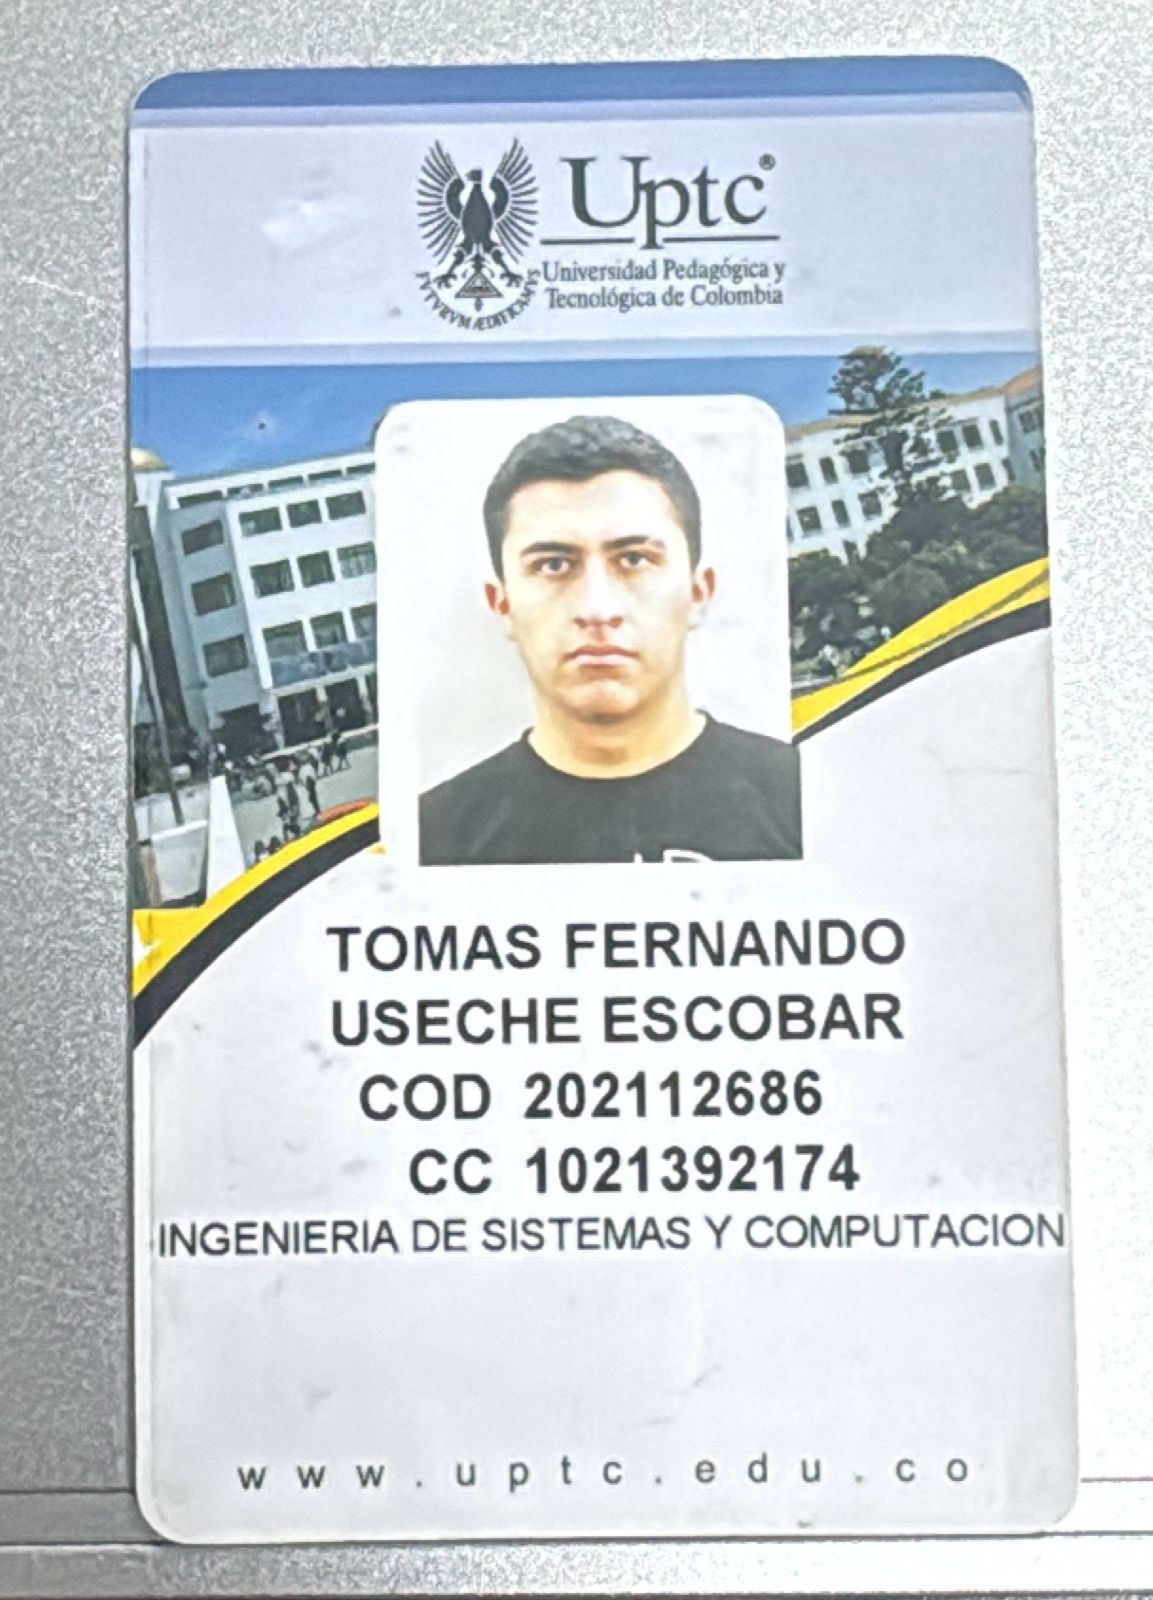 Uptc®
Universidad Pedagógica y
Tecnológica de Colombia
FVTVRVM ÆDIFICAMVS
TOMAS FERNANDO
USECHE ESCOBAR
COD 202112686
CC 1021392174
INGENIERIA DE SISTEMAS Y COMPUTACION
www.uptc.edu.co